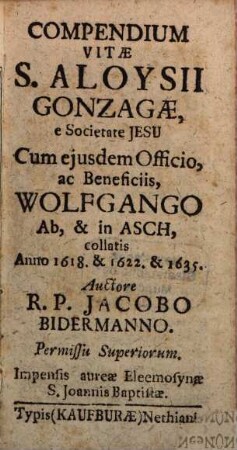 COMPENDIUM
VITÆ
S. ALOYSII
GONZAGÆ,
e Societate JESU
Cum ejusdem Officio,
ac Beneficiis,
WOLFGANGO
Ab, & in ASCH,
collatis
Anno 1618. & 1622. & 1635.
Auctore
R. P. JACOBO
BIDERMANNO.
Permissu Superiorum.
Impensis aureæ Eleemosynæ
S. Joannis Baptistæ.
Typis (KAUFBURÆ) Nethianis